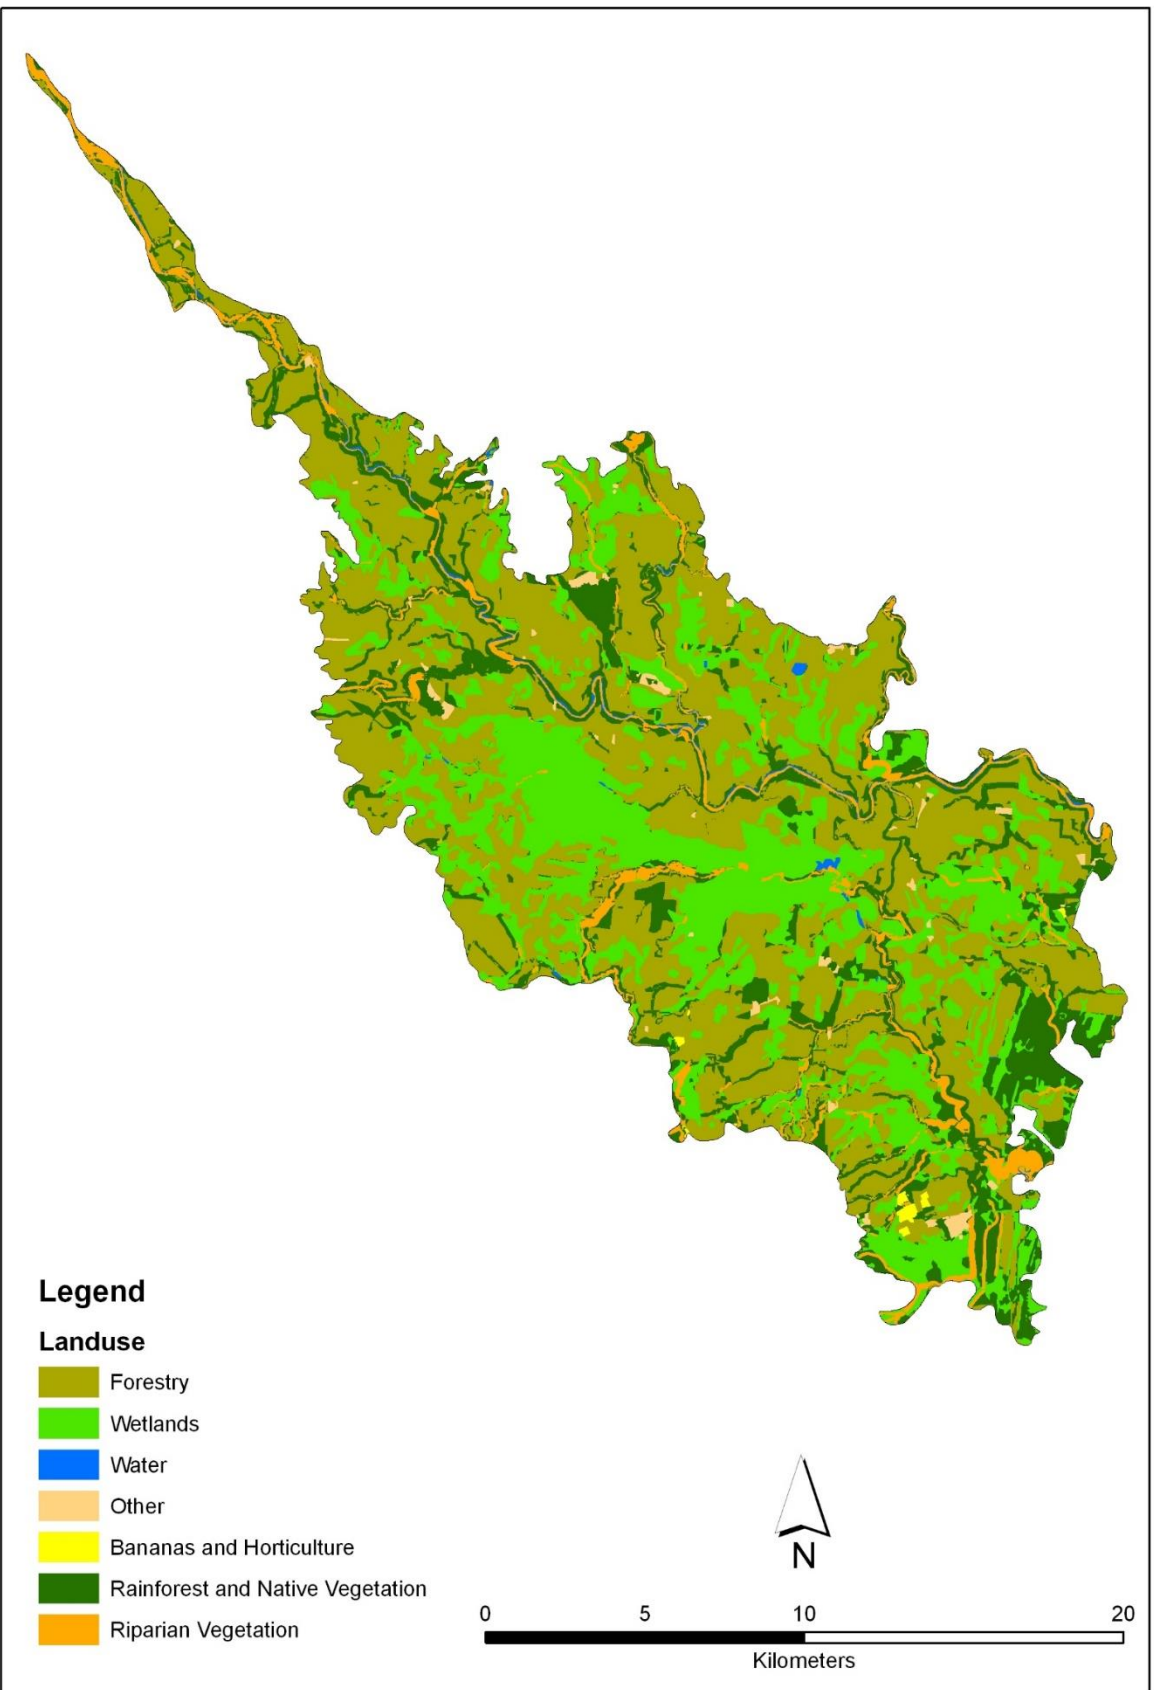 Legend
Landuse
Forestry
Wetlands
Water
Other
Bananas and Horticulture
Rainforest and Native Vegetation
Riparian Vegetation
N
0 5 10 20
Kilometers